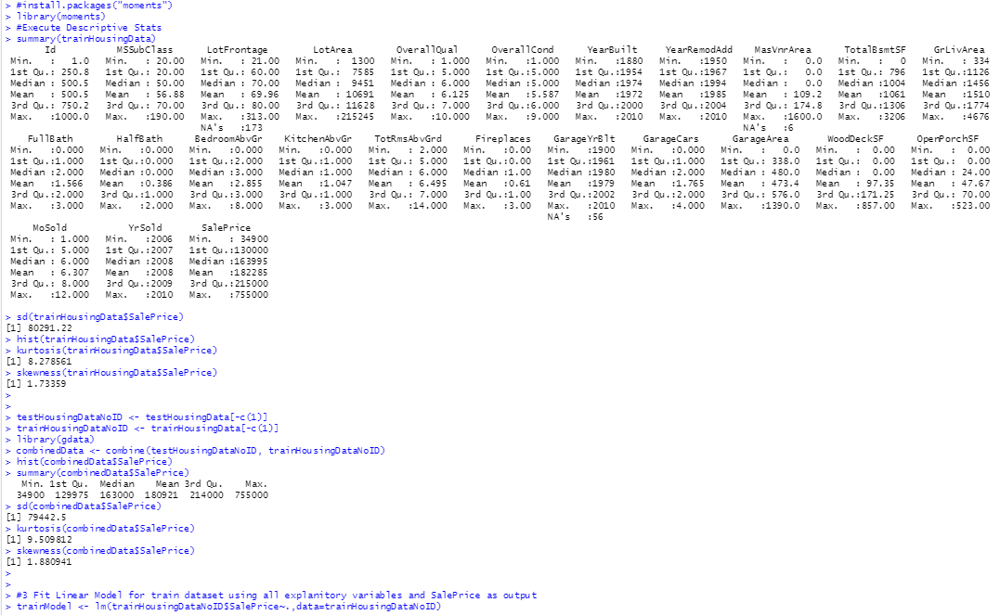 > #install.packages("moments")
> library(moments)
> #Execute Descriptive Stats
> summary(trainHousingData)
Id MSSubClass LotFrontage LotArea OverallQual OverallCond YearBuilt YearRemodAdd MasVnrArea TotalBsmtSF GrLivArea
Min. : 1.0 Min. : 20.00 Min. : 21.00 Min. : 1300 Min. : 1.000 Min. :1.000 Min. :1880 Min. :1950 Min. : 0.0 Min. : 0 Min. : 334
1st Qu.: 250.8 1st Qu.: 20.00 1st Qu.: 60.00 1st Qu.: 7585 1st Qu.: 5.000 1st Qu.:5.000 1st Qu.:1954 1st Qu.:1967 1st Qu.: 0.0 1st Qu.: 796 1st Qu.:1126
Median : 500.5 Median : 50.00 Median : 70.00 Median : 9451 Median : 6.000 Median :5.000 Median :1974 Median :1994 Median : 0.0 Median :1004 Median :1456
Mean : 500.5 Mean : 56.88 Mean : 69.96 Mean : 10691 Mean : 6.125 Mean :5.587 Mean :1972 Mean :1985 Mean : 109.2 Mean :1061 Mean :1510
3rd Qu.: 750.2 3rd Qu.: 70.00 3rd Qu.: 80.00 3rd Qu.: 11628 3rd Qu.: 7.000 3rd Qu.:6.000 3rd Qu.:2000 3rd Qu.:2004 3rd Qu.: 174.8 3rd Qu.:1306 3rd Qu.:1774
Max. :1000.0 Max. :190.00 Max. :313.00 Max. :215245 Max. :10.000 Max. :9.000 Max. :2010 Max. :2010 Max. :1600.0 Max. :3206 Max. :4676
NA's :173 NA's :6
FullBath HalfBath BedroomAbvGr KitchenAbvGr TotRmsAbvGrd Fireplaces GarageYrBlt GarageCars GarageArea WoodDeckSF OpenPorchSF
Min. :0.000 Min. :0.000 Min. :0.000 Min. :0.000 Min. : 2.000 Min. :0.00 Min. :1900 Min. :0.000 Min. : 0.0 Min. : 0.00 Min. : 0.00
1st Qu.:1.000 1st Qu.:0.000 1st Qu.:2.000 1st Qu.:1.000 1st Qu.: 5.000 1st Qu.:0.00 1st Qu.:1961 1st Qu.:1.000 1st Qu.: 338.0 1st Qu.: 0.00 1st Qu.: 0.00
Median :2.000 Median :0.000 Median :3.000 Median :1.000 Median : 6.000 Median :1.00 Median :1980 Median :2.000 Median : 480.0 Median : 0.00 Median : 24.00
Mean :1.566 Mean :0.386 Mean :2.855 Mean :1.047 Mean : 6.495 Mean :0.61 Mean :1979 Mean :1.765 Mean : 473.4 Mean : 97.35 Mean : 47.67
3rd Qu.:2.000 3rd Qu.:1.000 3rd Qu.:3.000 3rd Qu.:1.000 3rd Qu.: 7.000 3rd Qu.:1.00 3rd Qu.:2002 3rd Qu.:2.000 3rd Qu.: 576.0 3rd Qu.:171.25 3rd Qu.: 70.00
Max. :3.000 Max. :2.000 Max. :8.000 Max. :3.000 Max. :14.000 Max. :3.00 Max. :2010 Max. :4.000 Max. :1390.0 Max. :857.00 Max. :523.00
NA's :56
MoSold YrSold SalePrice
Min. : 1.000 Min. :2006 Min. : 34900
1st Qu.: 5.000 1st Qu.:2007 1st Qu.:130000
Median : 6.000 Median :2008 Median :163995
Mean : 6.307 Mean :2008 Mean :182285
3rd Qu.: 8.000 3rd Qu.:2009 3rd Qu.:215000
Max. :12.000 Max. :2010 Max. :755000
> sd(trainHousingData$SalePrice)
[1] 80291.22
> hist(trainHousingData$SalePrice)
> kurtosis(trainHousingData$SalePrice)
[1] 8.278561
> skewness(trainHousingData$SalePrice)
[1] 1.73359
>
>
> testHousingDataNoID <- testHousingData[-c(1)]
> trainHousingDataNoID <- trainHousingData[-c(1)]
> library(gdata)
> combinedData <- combine(testHousingDataNoID, trainHousingDataNoID)
> hist(combinedData$SalePrice)
> summary(combinedData$SalePrice)
Min. 1st Qu. Median Mean 3rd Qu. Max.
34900 129975 163000 180921 214000 755000
> sd(combinedData$SalePrice)
[1] 79442.5
> kurtosis(combinedData$SalePrice)
[1] 9.509812
> skewness(combinedData$SalePrice)
[1] 1.880941
>
>
> #3 Fit Linear Model for train dataset using all explanitory variables and SalePrice as output
> trainModel <- lm(trainHousingDataNoID$SalePrice~.,data=trainHousingDataNoID)